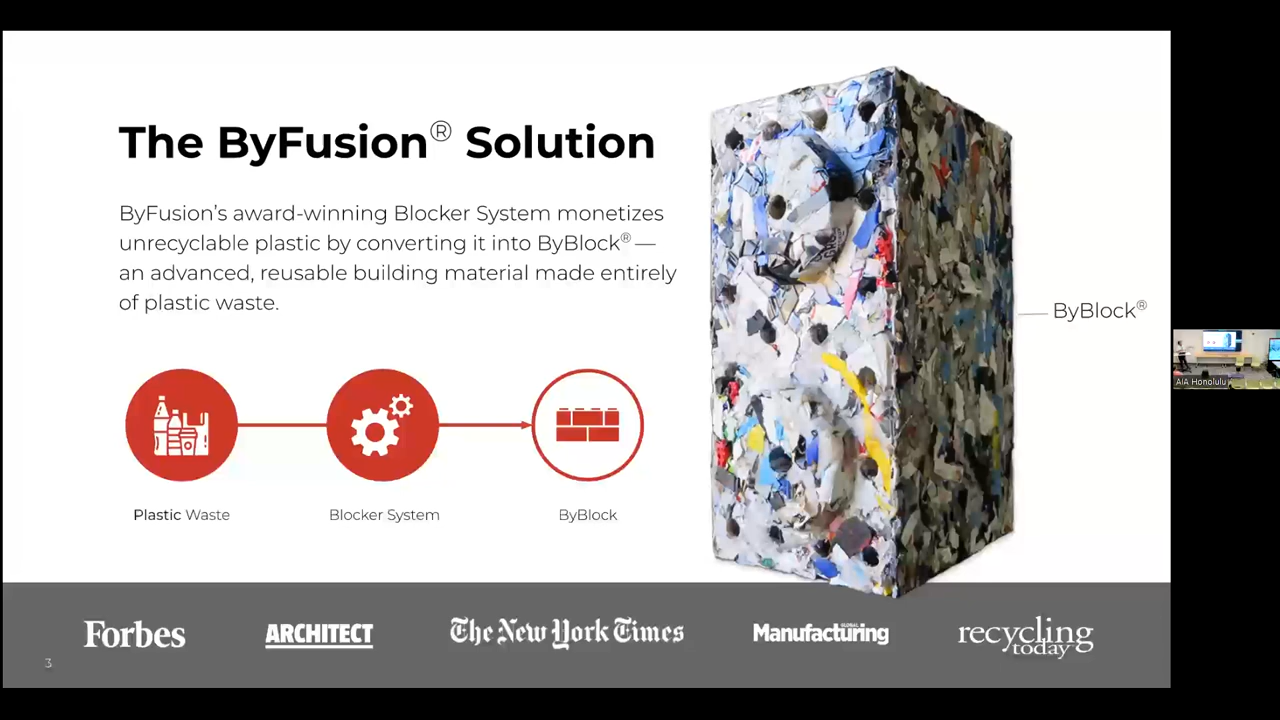 The ByFusion® Solution
ByFusion's award-winning Blocker System monetizes
unrecyclable plastic by converting it into ByBlock® —
an advanced, reusable building material made entirely
of plastic waste.
ByBlock®
Plastic Waste
Blocker System
ByBlock
Forbes
ARCHITECT
The New York Times
GLOBAL
Manufacturing
recycling
today
3
AIA Honolulu